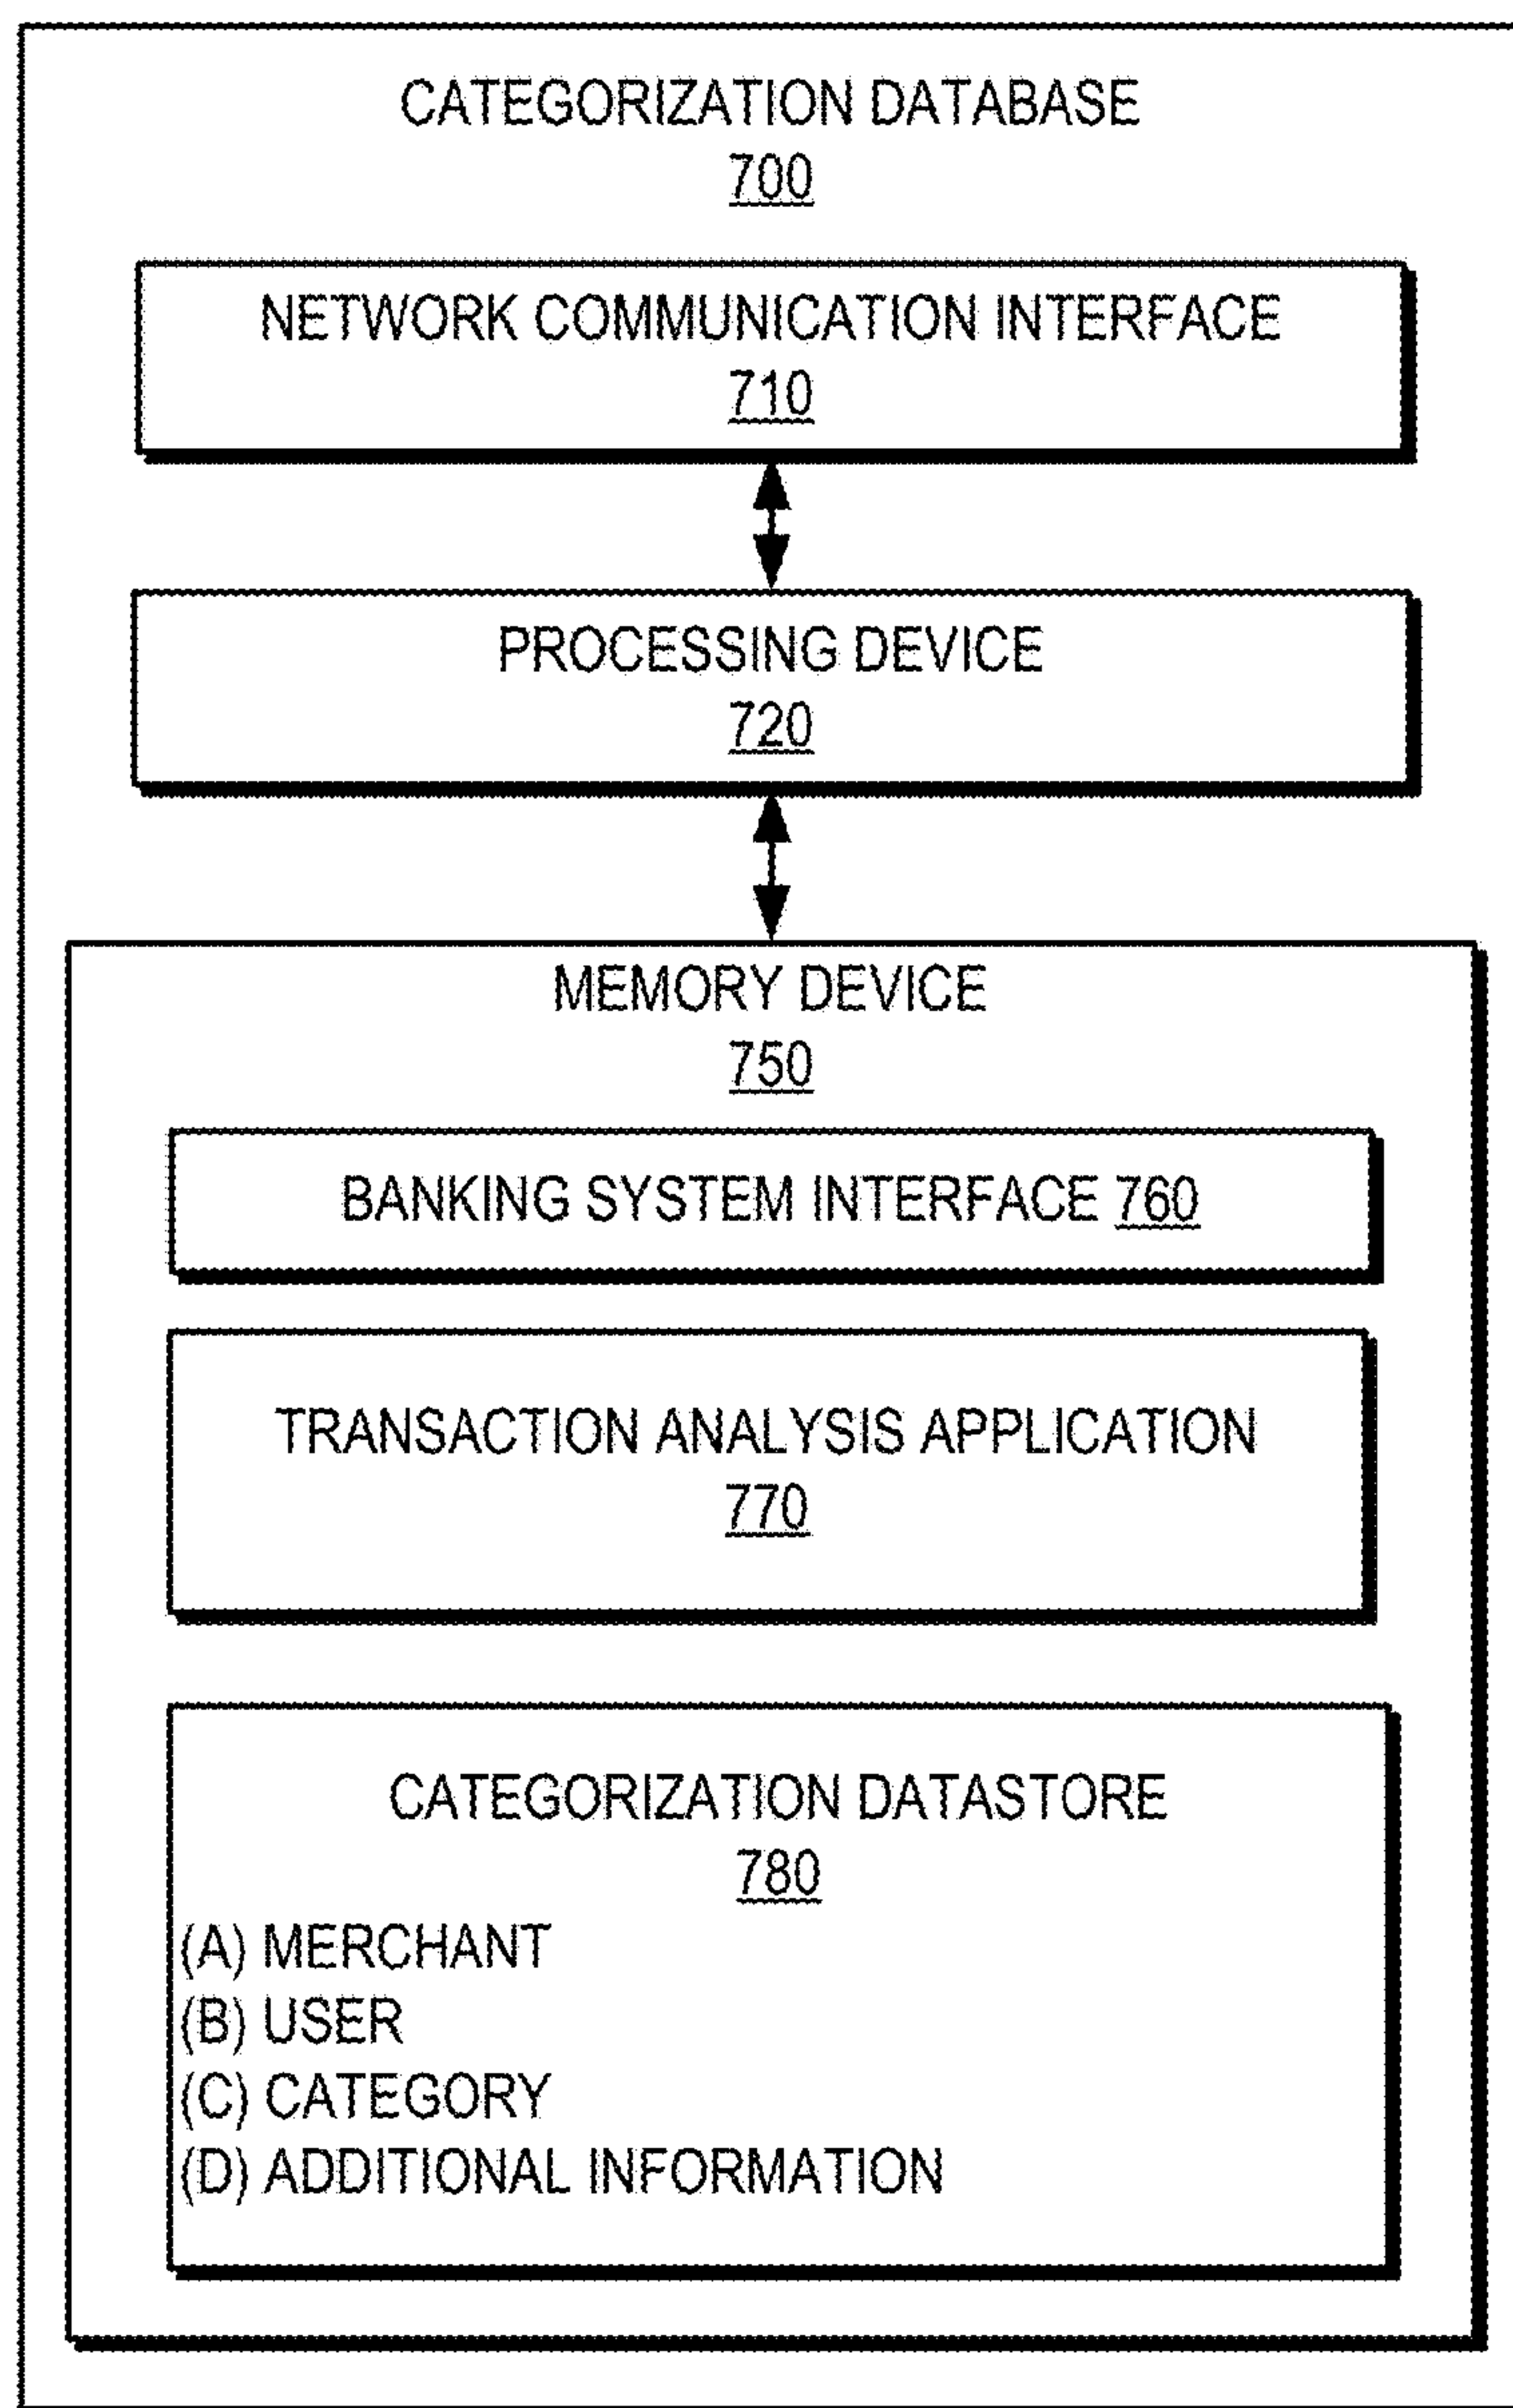 CATEGORIZATION DATABASE
700
NETWORK COMMUNICATION INTERFACE
710
PROCESSING DEVICE
720
MEMORY DEVICE
750
BANKING SYSTEM INTERFACE 760
TRANSACTION ANALYSIS APPLICATION
770
CATEGORIZATION DATASTORE
780
(A) MERCHANT
(B) USER
(C) CATEGORY
(D) ADDITIONAL INFORMATION